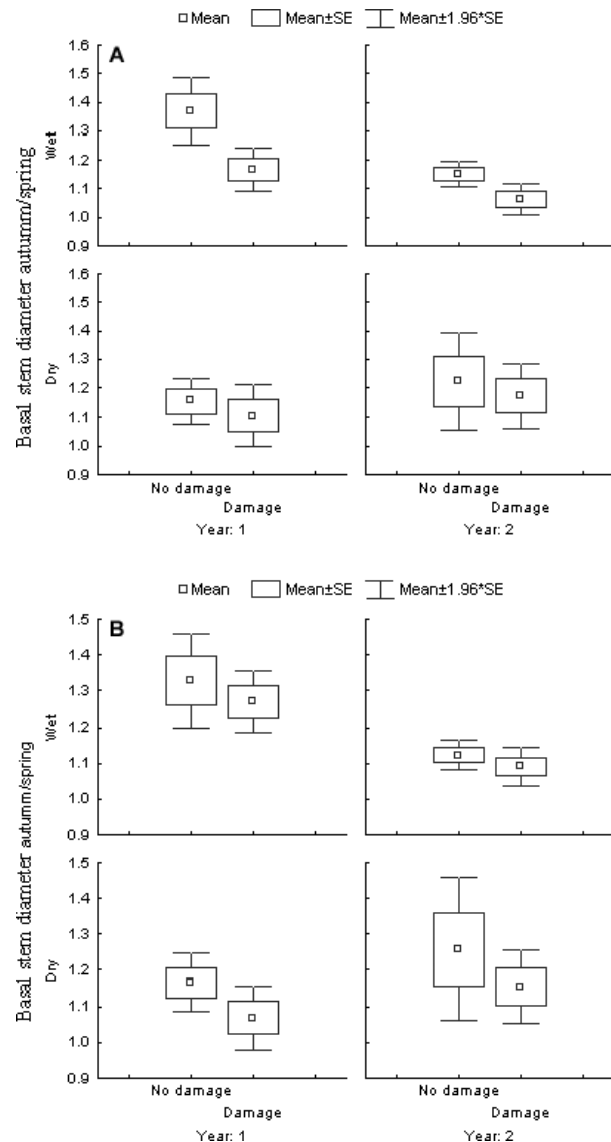 Mean Mean±SE Mean±1.96*SE
A
1.6
1.5
1.4
1.3
1.2
1.1
1.0
0.9
Wet
1.6
1.5
1.4
1.3
1.2
1.1
1.0
0.9
Dry
Basal stem diameter autumm/spring
No damage
Damage
Year: 1
No damage
Damage
Year: 2
Mean Mean±SE Mean±1.96*SE
B
1.5
1.4
1.3
1.2
1.1
1.0
0.9
Wet
1.5
1.4
1.3
1.2
1.1
1.0
0.9
Dry
Basal stem diameter autumm/spring
No damage
Damage
Year: 1
No damage
Damage
Year: 2